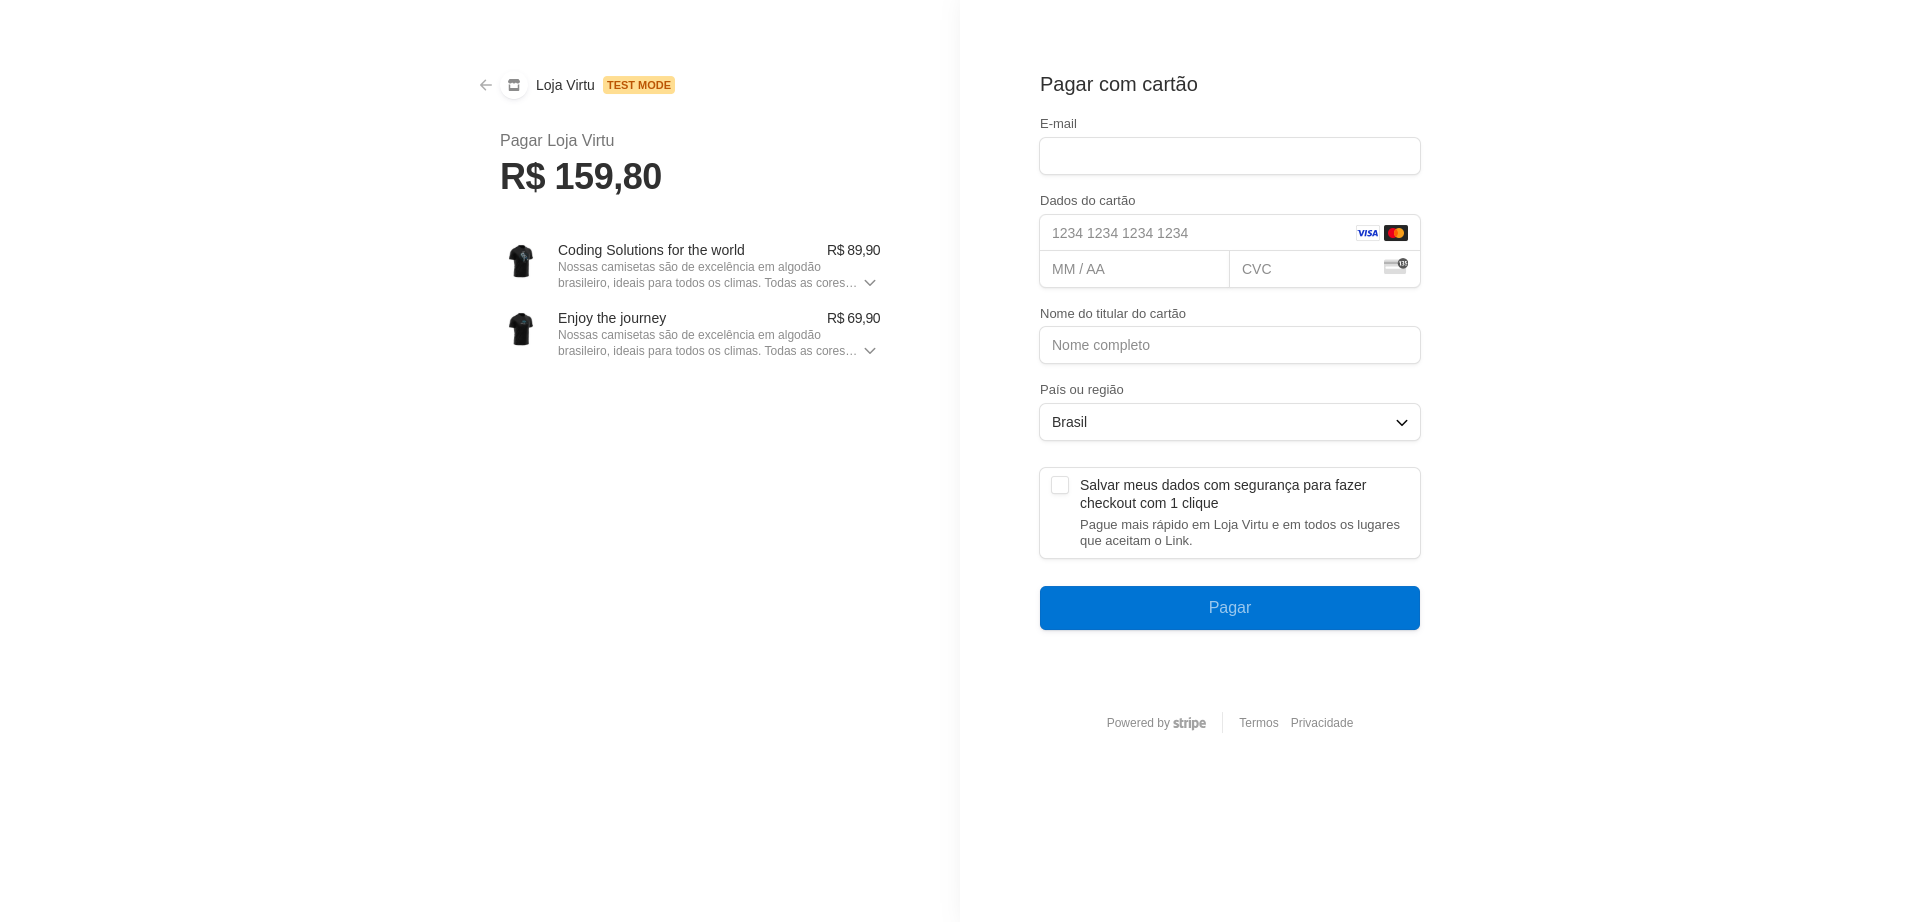 Loja Virtu TEST MODE
Pagar Loja Virtu
R$ 159,80
Coding Solutions for the world R$ 89,90
Nossas camisetas são de excelência em algodão
brasileiro, ideais para todos os climas. Todas as cores…
Enjoy the journey R$ 69,90
Nossas camisetas são de excelência em algodão
brasileiro, ideais para todos os climas. Todas as cores…
Pagar com cartão
E-mail
Dados do cartão
1234 1234 1234 1234 VISA
MM / AA CVC 135
Nome do titular do cartão
Nome completo
País ou região
Brasil
Salvar meus dados com segurança para fazer
checkout com 1 clique
Pague mais rápido em Loja Virtu e em todos os lugares
que aceitam o Link.
Pagar
Powered by stripe Termos Privacidade